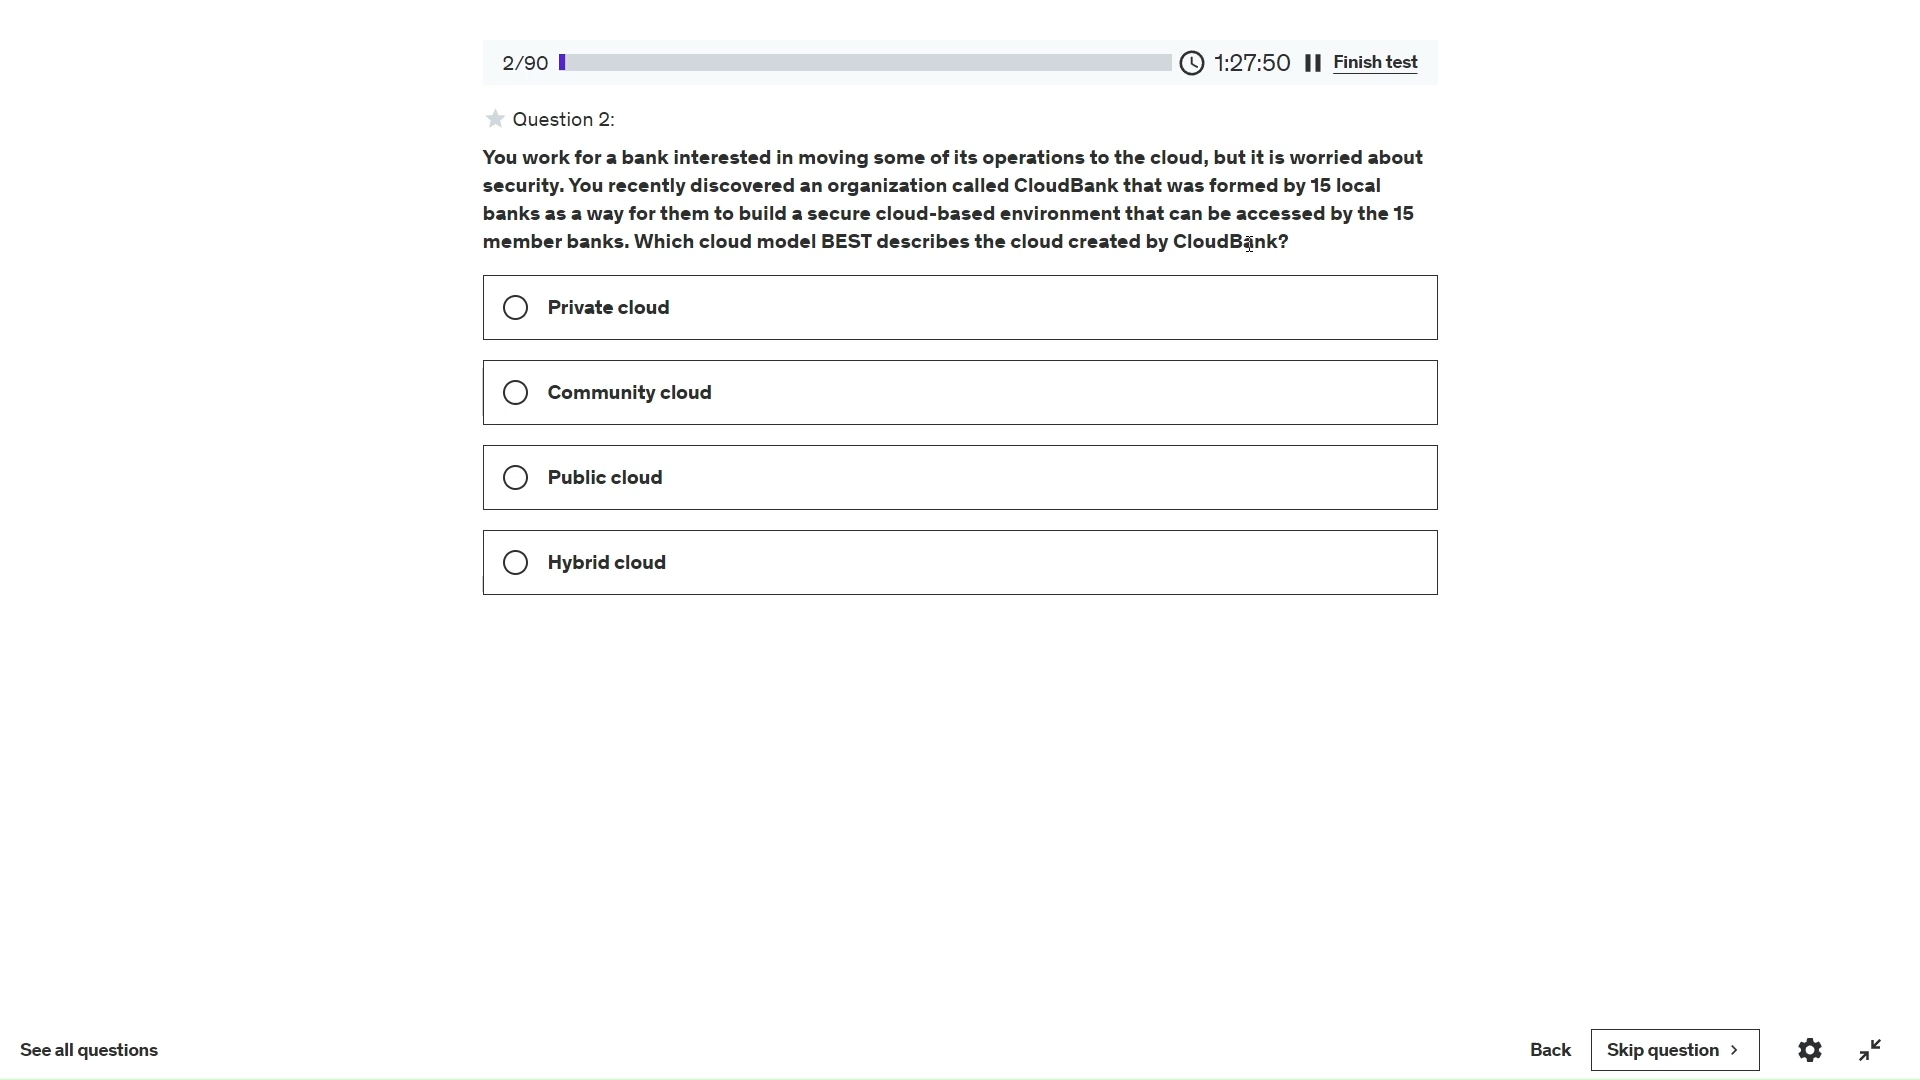 2/90
1:27:50
Finish test
Question 2:
You work for a bank interested in moving some of its operations to the cloud, but it is worried about
security. You recently discovered an organization called CloudBank that was formed by 15 local
banks as a way for them to build a secure cloud-based environment that can be accessed by the 15
member banks. Which cloud model BEST describes the cloud created by CloudBank?
Private cloud
Community cloud
Public cloud
Hybrid cloud
See all questions
Back
Skip question